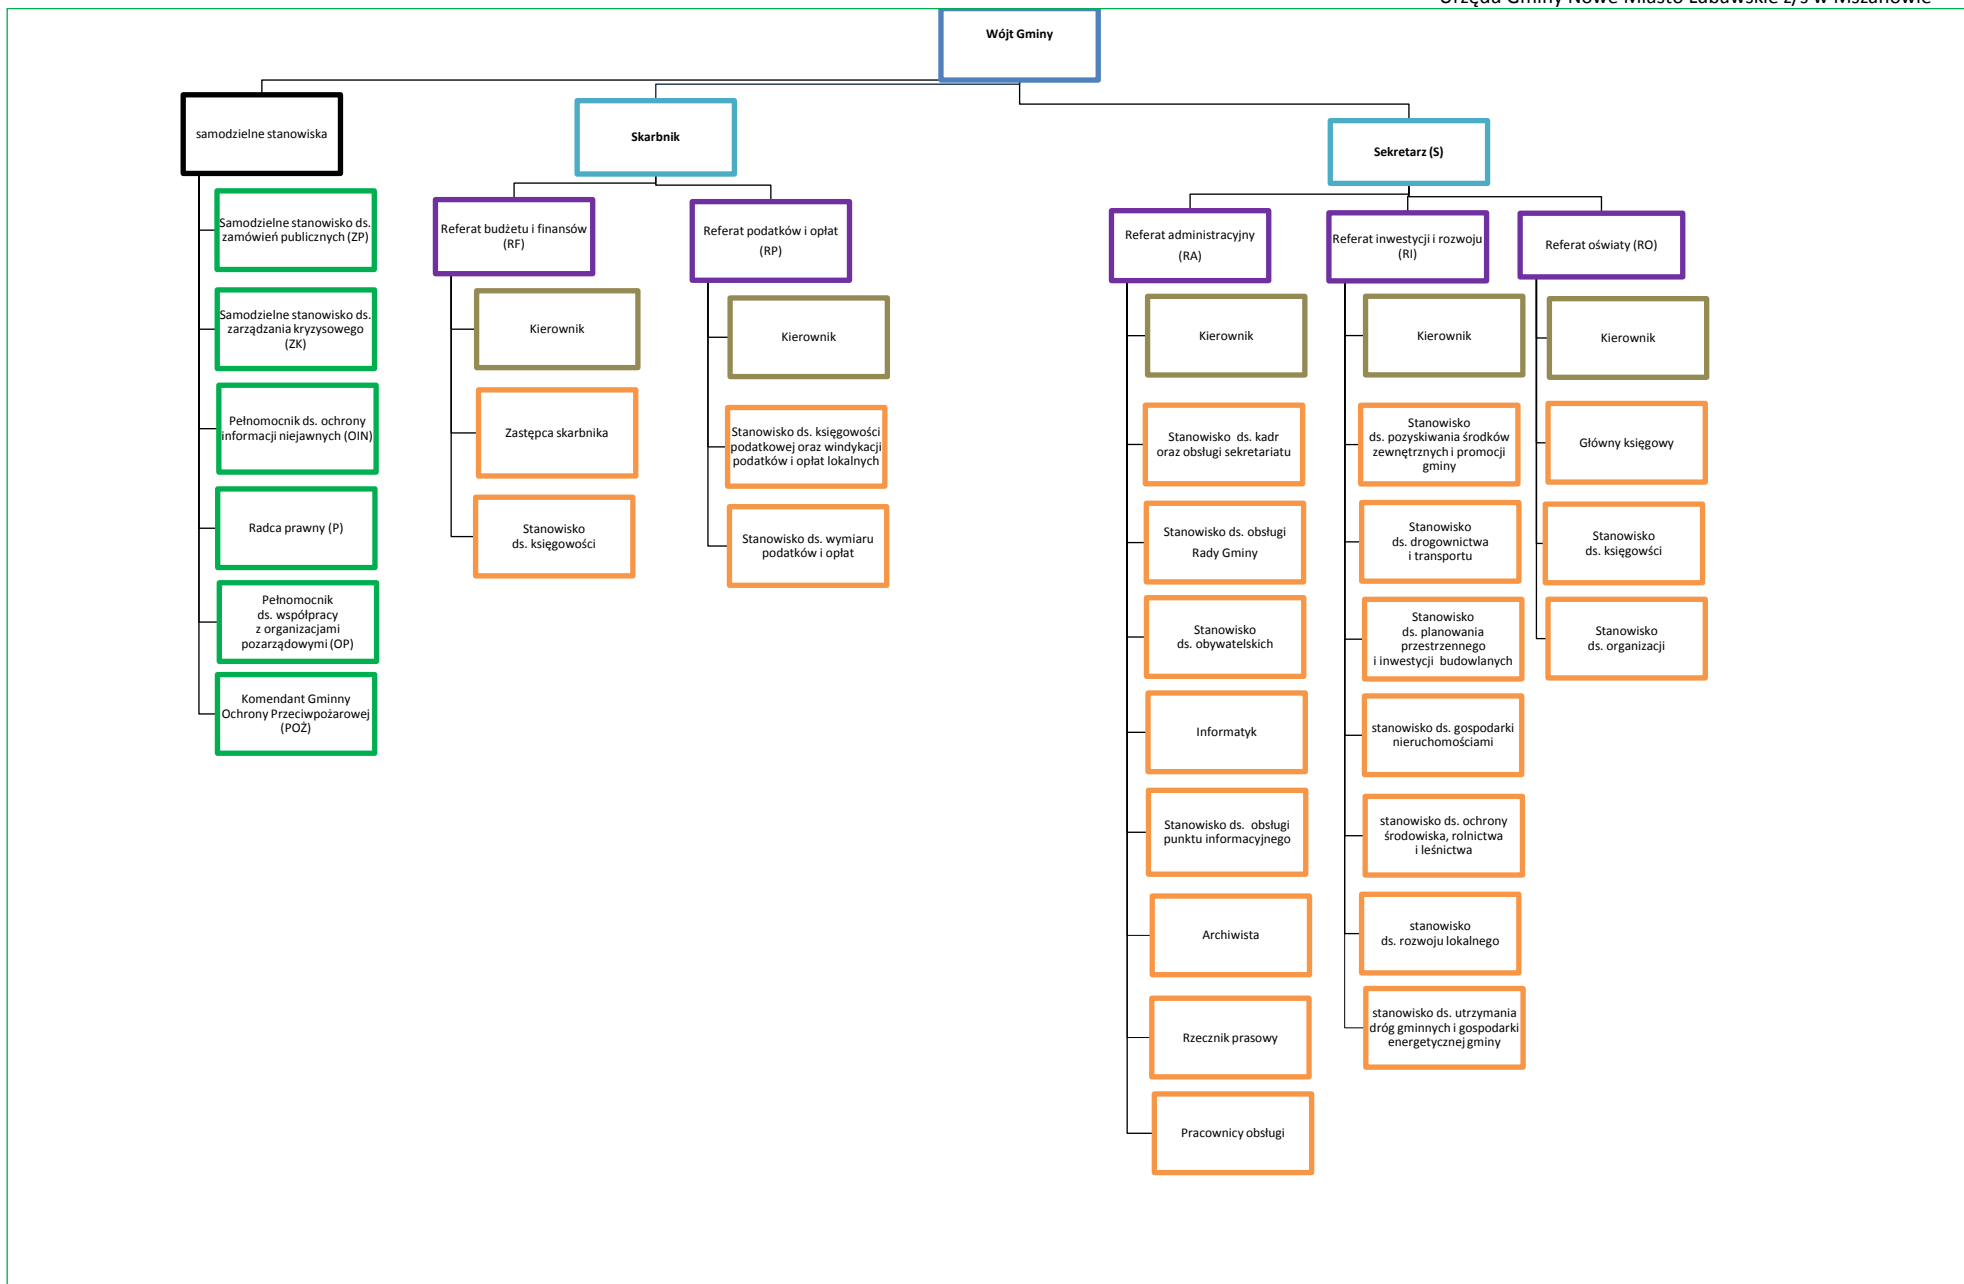 Urzędu Gminy Nowe Miasto Lubawskie z/s w Mszanowie
Wójt Gminy
samodzielne stanowiska
Skarbnik
Sekretarz (S)
Samodzielne stanowisko ds.
zamówień publicznych (ZP)
Samodzielne stanowisko ds.
zarządzania kryzysowego
(ZK)
Pełnomocnik ds. ochrony
informacji niejawnych (OIN)
Radca prawny (P)
Pełnomocnik
ds. współpracy
z organizacjami
pozarządowymi (OP)
Komendant Gminny
Ochrony Przeciwpożarowej
(POŻ)
Referat budżetu i finansów
(RF)
Kierownik
Zastępca skarbnika
Stanowisko
ds. księgowości
Referat podatków i opłat
(RP)
Kierownik
Stanowisko ds. księgowości
podatkowej oraz windykacji
podatków i opłat lokalnych
Stanowisko ds. wymiaru
podatków i opłat
Referat administracyjny
(RA)
Kierownik
Stanowisko ds. kadr
oraz obsługi sekretariatu
Stanowisko ds. obsługi
Rady Gminy
Stanowisko
ds. obywatelskich
Informatyk
Stanowisko ds. obsługi
punktu informacyjnego
Archiwista
Rzecznik prasowy
Pracownicy obsługi
Referat inwestycji i rozwoju
(RI)
Kierownik
Stanowisko
ds. pozyskiwania środków
zewnętrznych i promocji
gminy
Stanowisko
ds. drogownictwa
i transportu
Stanowisko
ds. planowania
przestrzennego
i inwestycji budowlanych
stanowisko ds. gospodarki
nieruchomościami
stanowisko ds. ochrony
środowiska, rolnictwa
i leśnictwa
stanowisko
ds. rozwoju lokalnego
stanowisko ds. utrzymania
dróg gminnych i gospodarki
energetycznej gminy
Referat oświaty (RO)
Kierownik
Główny księgowy
Stanowisko
ds. księgowści
Stanowisko
ds. organizacji